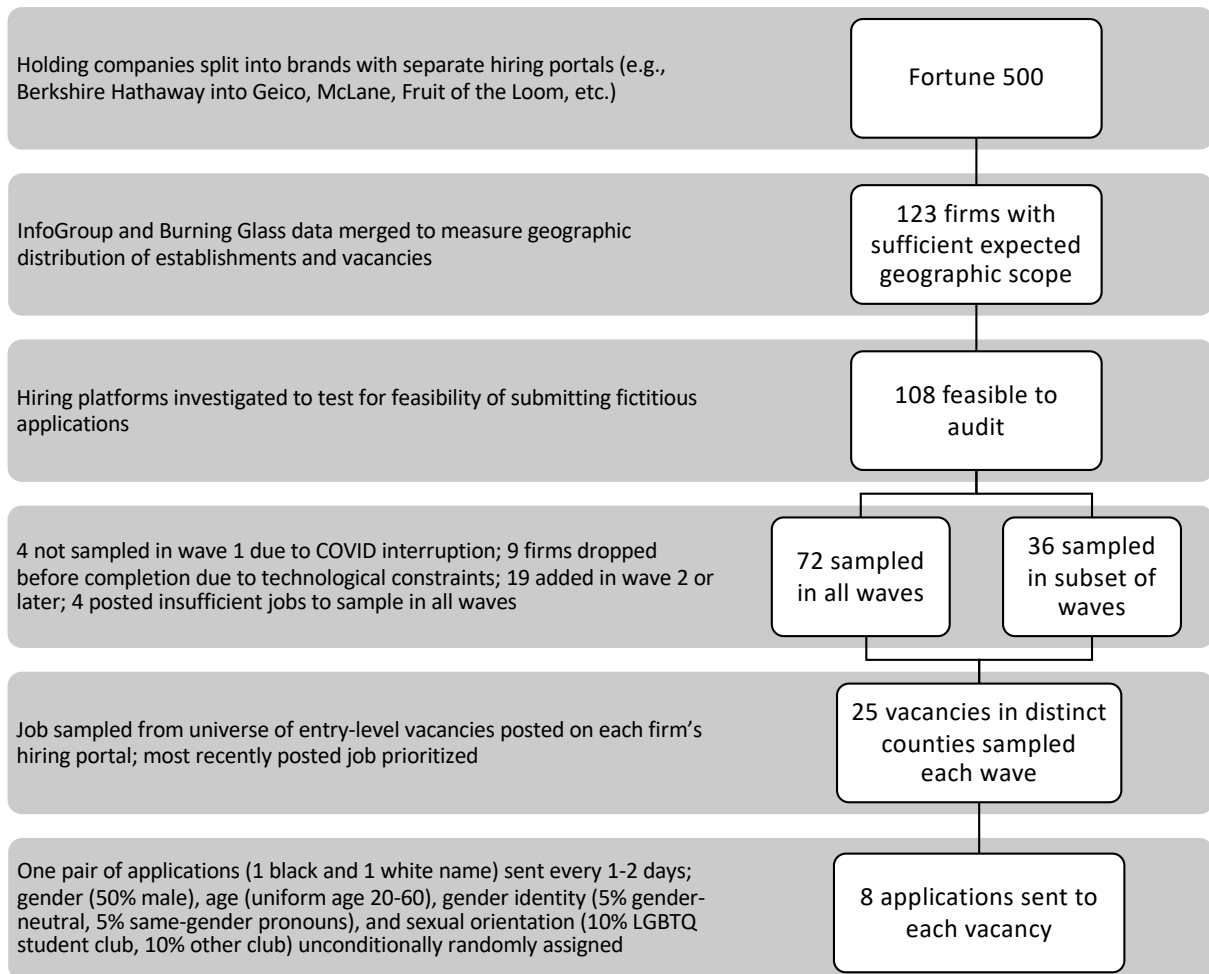 Holding companies split into brands with separate hiring portals (e.g.,
Berkshire Hathaway into Geico, McLane, Fruit of the Loom, etc.)
Fortune 500
InfoGroup and Burning Glass data merged to measure geographic
distribution of establishments and vacancies
123 firms with
sufficient expected
geographic scope
Hiring platforms investigated to test for feasibility of submitting fictitious
applications
108 feasible to
audit
4 not sampled in wave 1 due to COVID interruption; 9 firms dropped
before completion due to technological constraints; 19 added in wave 2 or
later; 4 posted insufficient jobs to sample in all waves
72 sampled
in all waves
36 sampled
in subset of
waves
Job sampled from universe of entry-level vacancies posted on each firm’s
hiring portal; most recently posted job prioritized
25 vacancies in distinct
counties sampled
each wave
One pair of applications (1 black and 1 white name) sent every 1-2 days;
gender (50% male), age (uniform age 20-60), gender identity (5% gender-
neutral, 5% same-gender pronouns), and sexual orientation (10% LGBTQ
student club, 10% other club) unconditionally randomly assigned
8 applications sent to
each vacancy